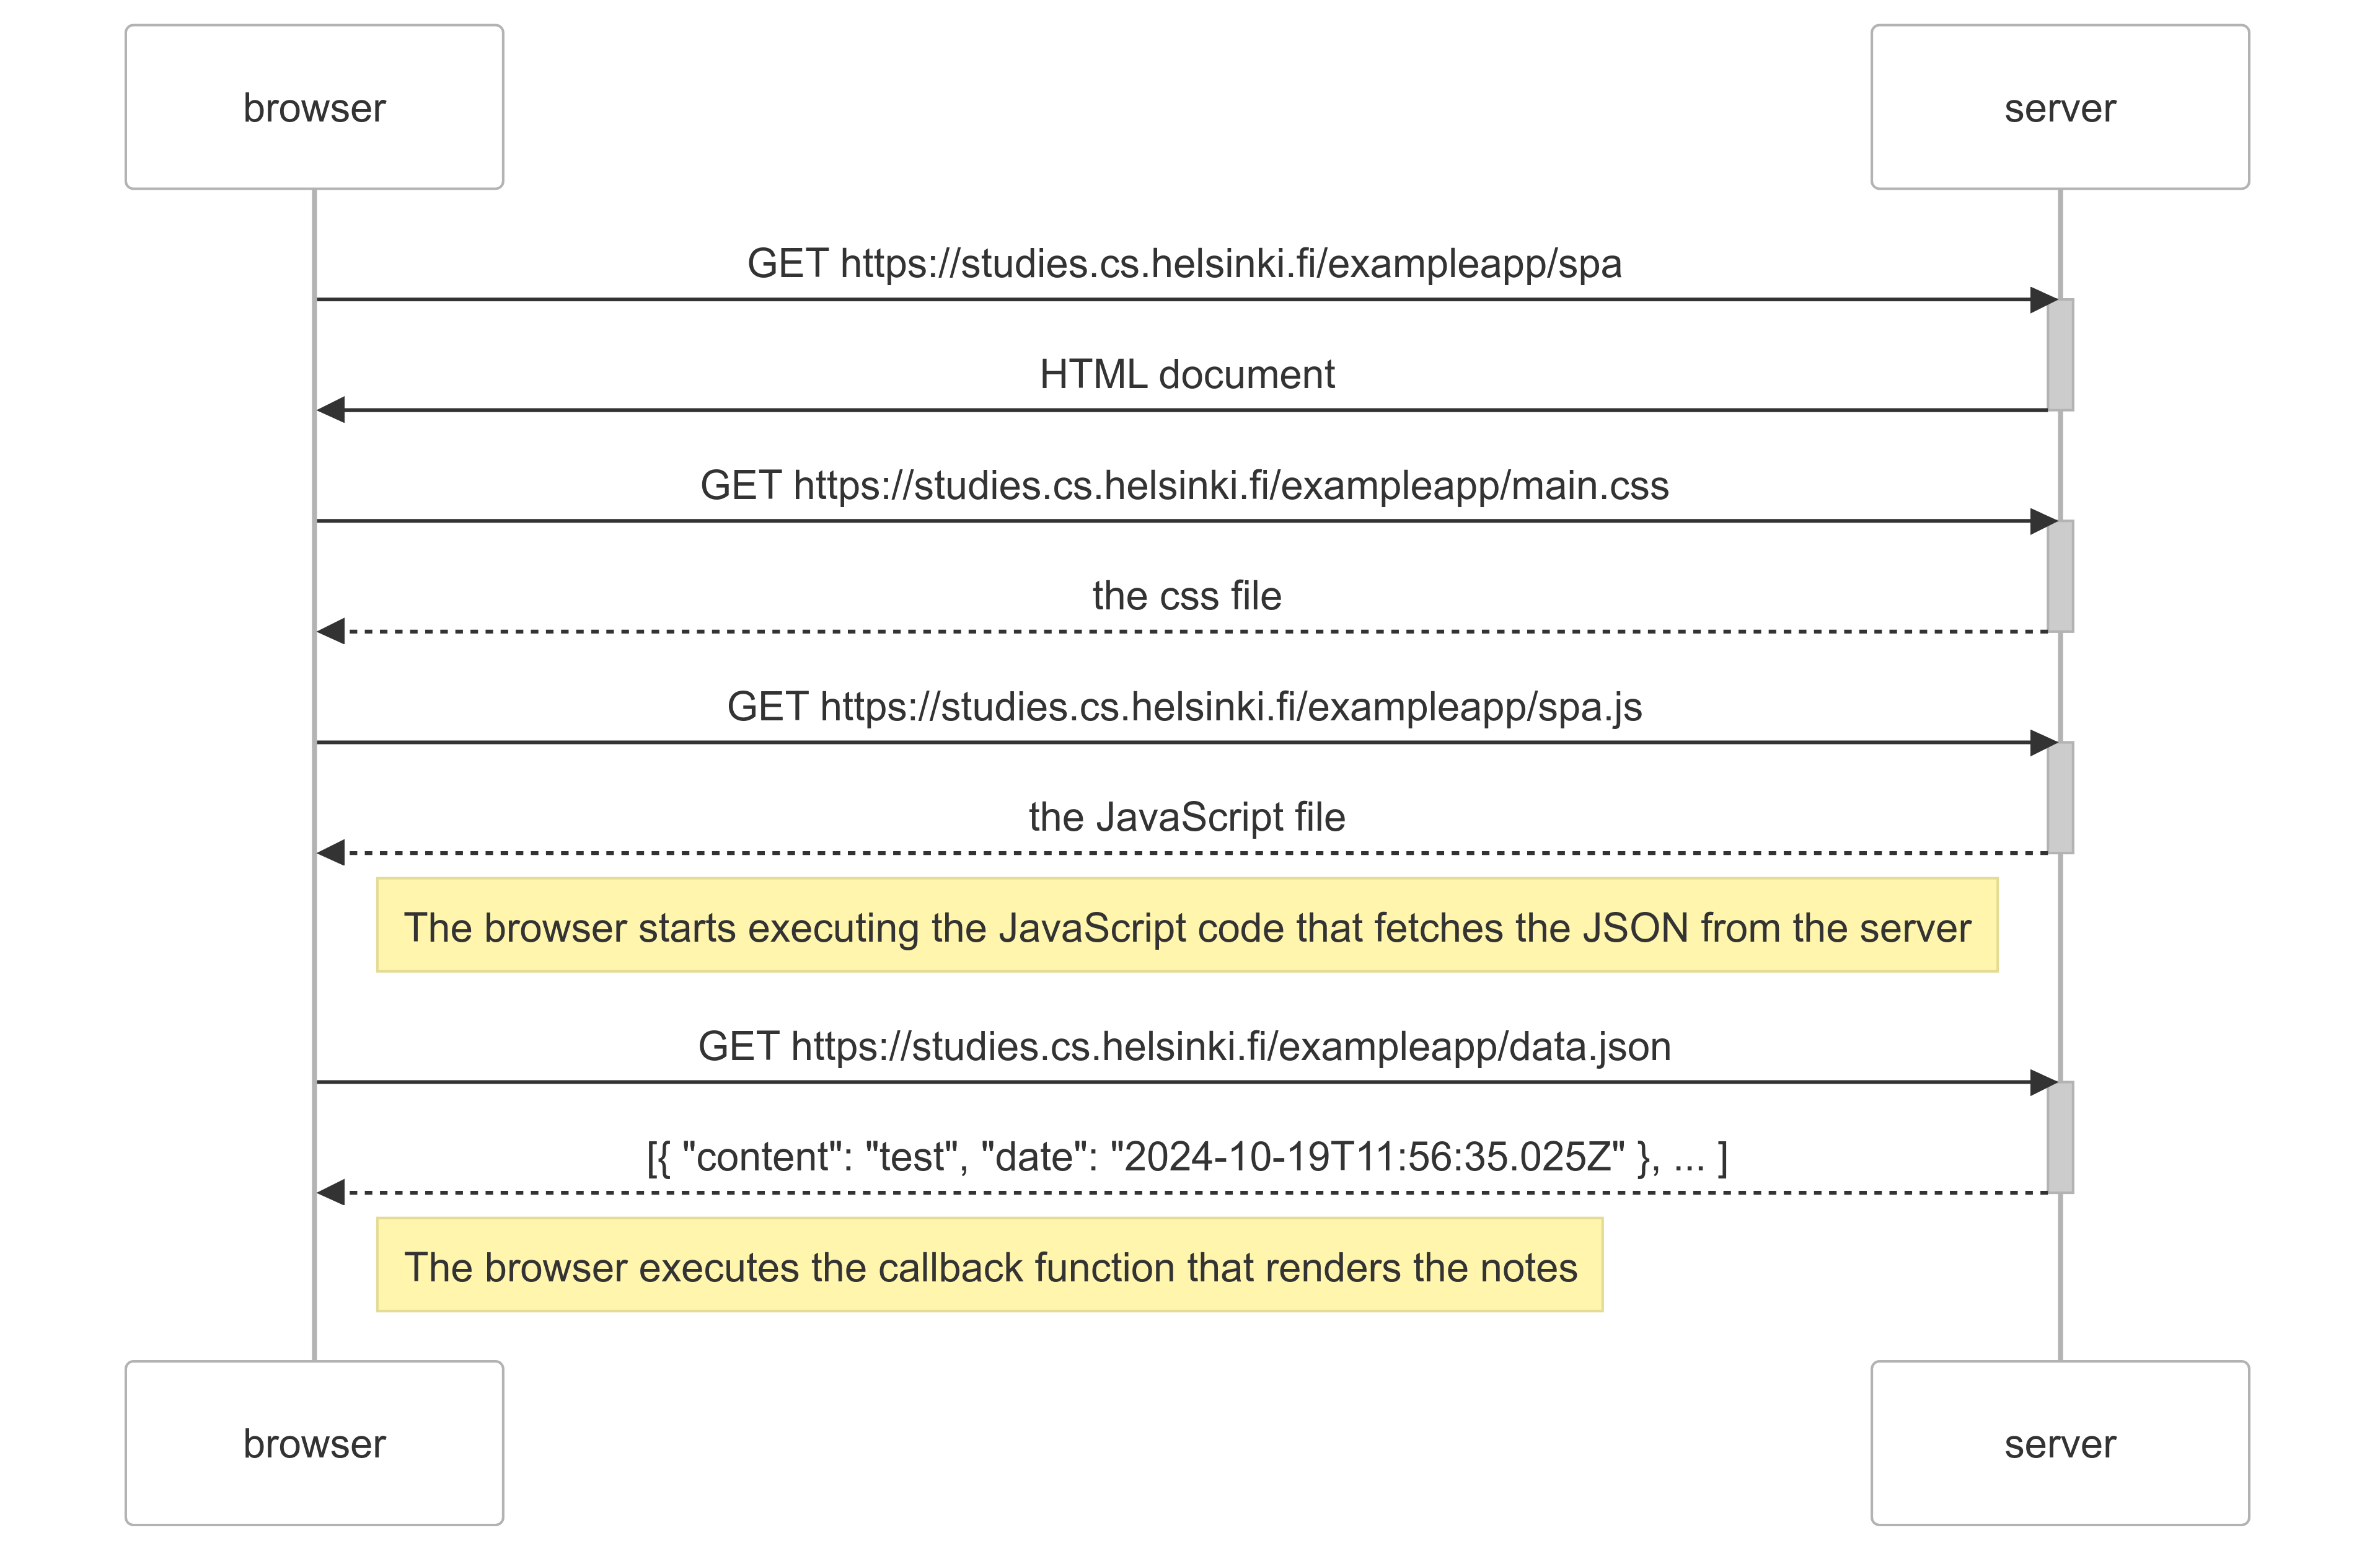 browser
server
GET https://studies.cs.helsinki.fi/exampleapp/spa
HTML document
GET https://studies.cs.helsinki.fi/exampleapp/main.css
the css file
GET https://studies.cs.helsinki.fi/exampleapp/spa.js
the JavaScript file
The browser starts executing the JavaScript code that fetches the JSON from the server
GET https://studies.cs.helsinki.fi/exampleapp/data.json
[{ "content": "test", "date": "2024-10-19T11:56:35.025Z" }, ... ]
The browser executes the callback function that renders the notes
browser
server